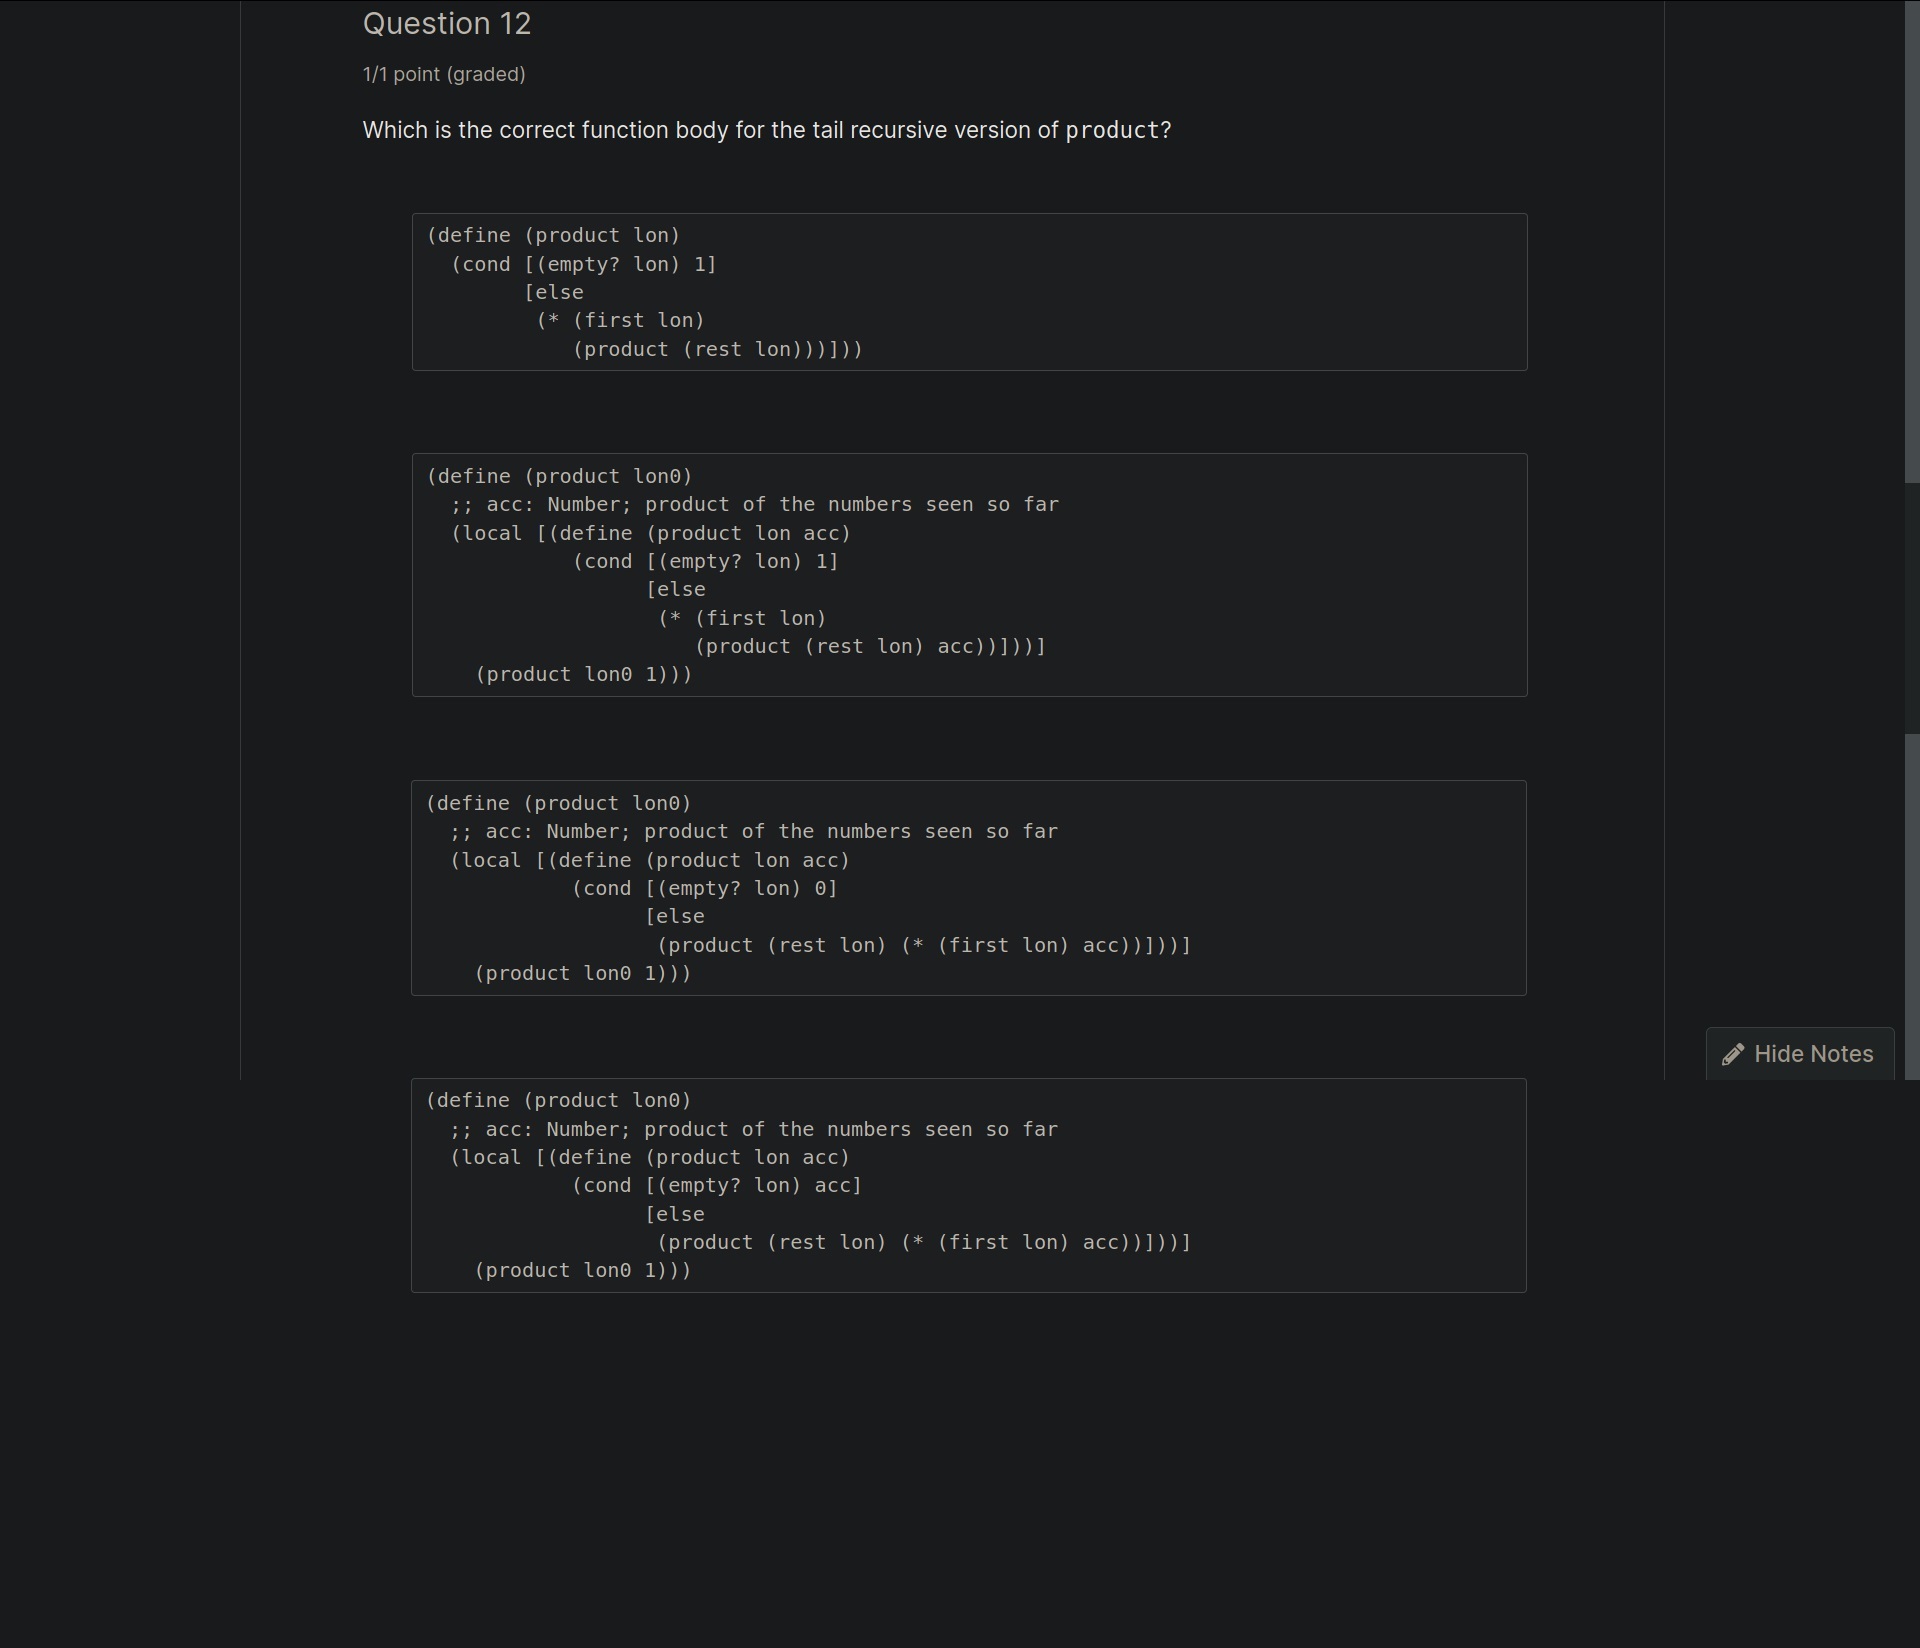 Question 12
1/1 point (graded)
Which is the correct function body for the tail recursive version of product?
(define (product lon)
  (cond [(empty? lon) 1]
        [else
         (* (first lon)
            (product (rest lon)))]))
(define (product lon0)
  ;; acc: Number; product of the numbers seen so far
  (local [(define (product lon acc)
            (cond [(empty? lon) 1]
                  [else
                   (* (first lon)
                      (product (rest lon) acc))]))]
    (product lon0 1)))
(define (product lon0)
  ;; acc: Number; product of the numbers seen so far
  (local [(define (product lon acc)
            (cond [(empty? lon) 0]
                  [else
                   (product (rest lon) (* (first lon) acc))]))]
    (product lon0 1)))
Hide Notes
(define (product lon0)
  ;; acc: Number; product of the numbers seen so far
  (local [(define (product lon acc)
            (cond [(empty? lon) acc]
                  [else
                   (product (rest lon) (* (first lon) acc))]))]
    (product lon0 1)))